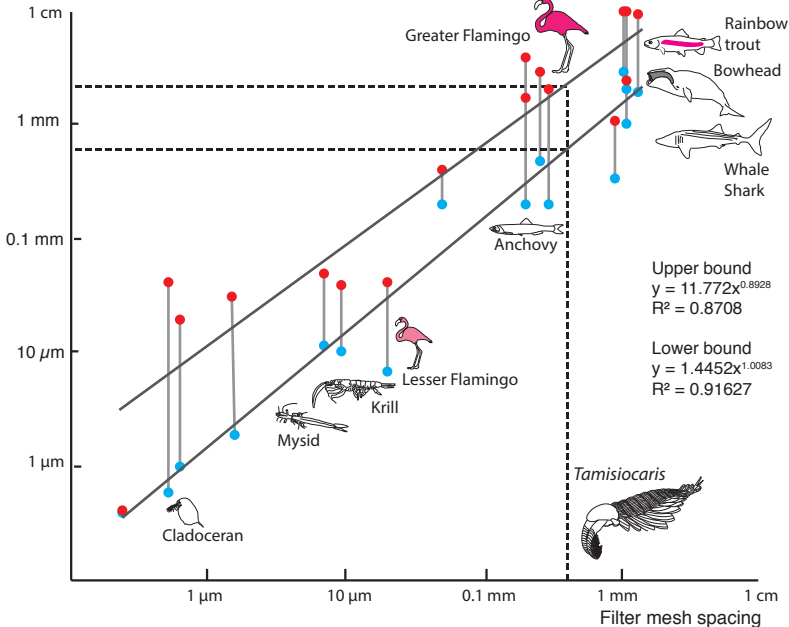 1 cm
Greater Flamingo
Rainbow
trout
Bowhead
1 mm
Whale
Shark
0.1 mm
Anchovy
Upper bound
y = 11.772x^0.8928
R² = 0.8708
10 µm
Lower bound
y = 1.4452x^1.0083
R² = 0.91627
Lesser Flamingo
Krill
Mysid
1 µm
Tamisiocaris
Cladoceran
1 µm
10 µm
0.1 mm
1 mm
1 cm
Filter mesh spacing